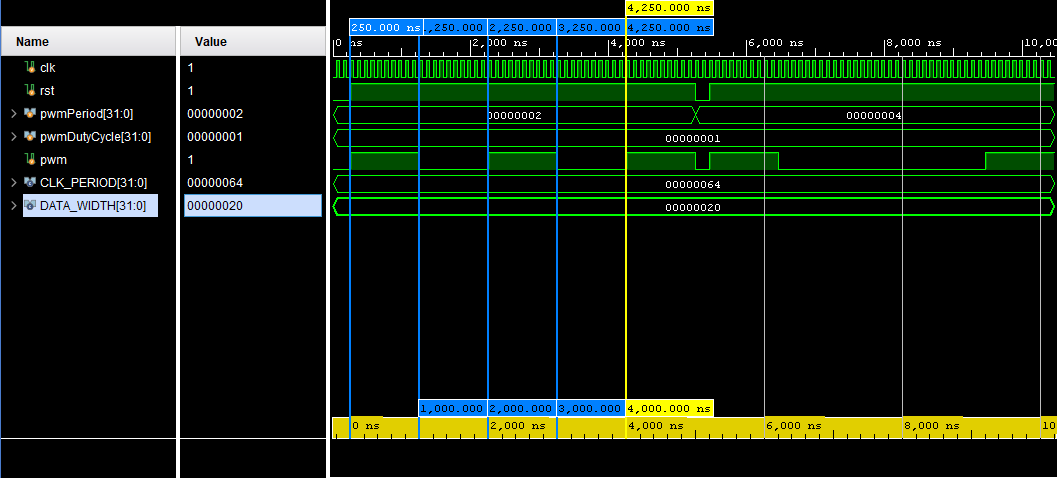 4,250.000 ns
250.000 ns 1,250.000 ns 2,250.000 ns 3,250.000 ns 4,250.000 ns
Name Value
0 ns 2,000 ns 4,000 ns 6,000 ns 8,000 ns 10,00
clk 1
rst 1
pwmPeriod[31:0] 00000002 00000002 00000004
pwmDutyCycle[31:0] 00000001 00000001
pwm 1
CLK_PERIOD[31:0] 00000064 00000064
DATA_WIDTH[31:0] 00000020 00000020
1,000.000 2,000.000 3,000.000 4,000.000 ns
0 ns 2,000 ns 4,000 ns 6,000 ns 8,000 ns 10